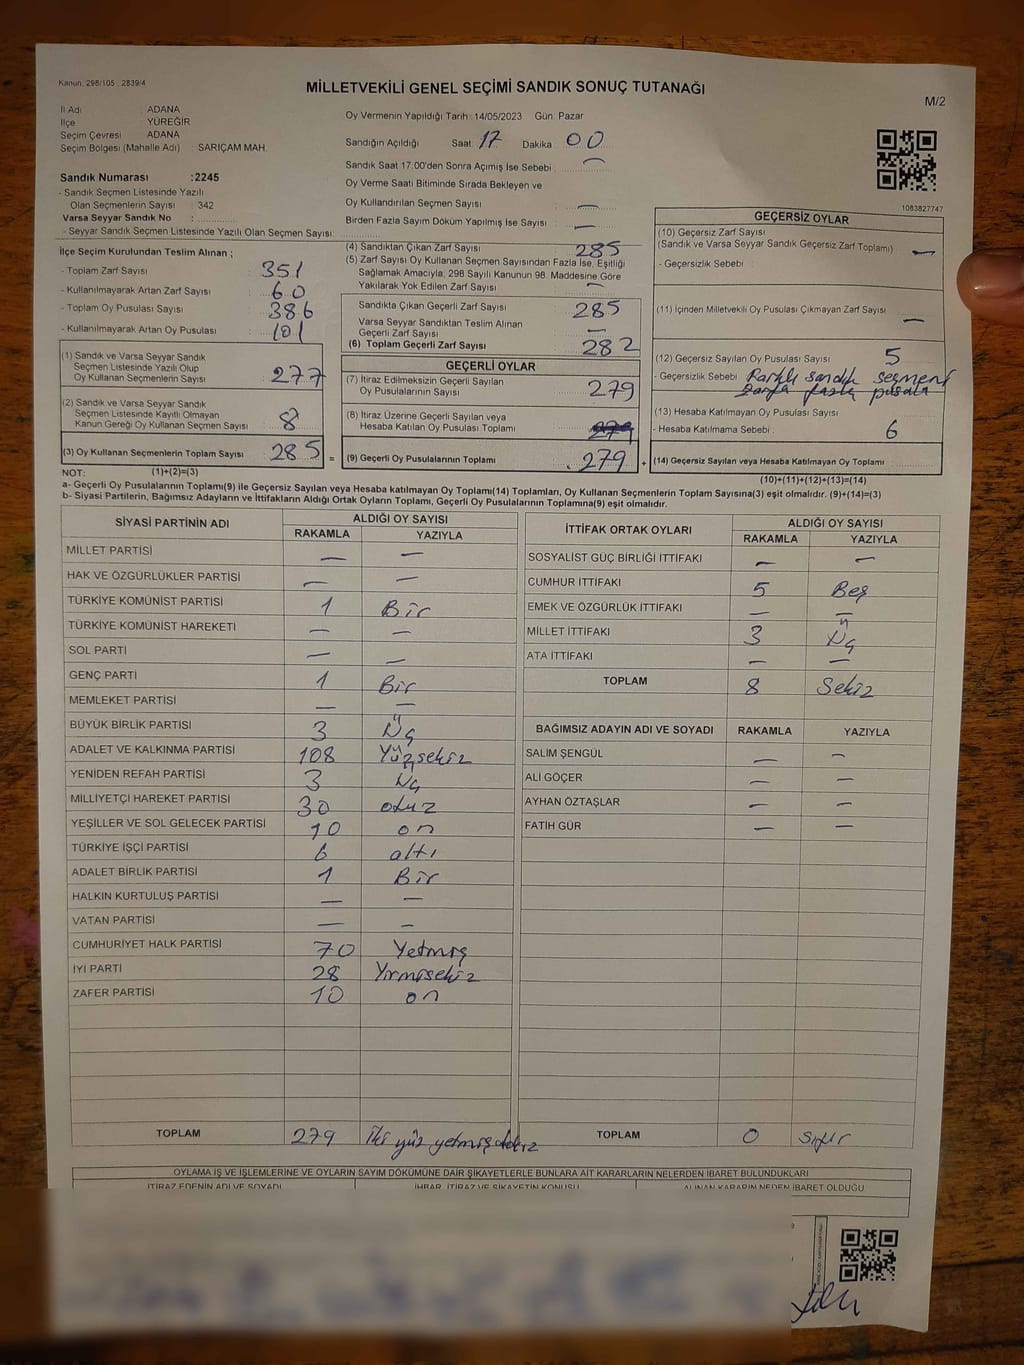 Kanun: 298/105 , 2839/4
MİLLETVEKİLİ GENEL SEÇİMİ SANDIK SONUÇ TUTANAĞI
M/2
İl Adı ADANA
İlçe YÜREĞİR
Seçim Çevresi ADANA
Seçim Bölgesi (Mahalle Adı) : SARIÇAM MAH.
Sandık Numarası :2245
- Sandık Seçmen Listesinde Yazılı
Olan Seçmenlerin Sayısı : 342
Varsa Seyyar Sandık No :
- Seyyar Sandık Seçmen Listesinde Yazılı Olan Seçmen Sayısı:
İlçe Seçim Kurulundan Teslim Alınan ;
- Toplam Zarf Sayısı : 351
- Kullanılmayarak Artan Zarf Sayısı : 60
- Toplam Oy Pusulası Sayısı : 386
- Kullanılmayarak Artan Oy Pusulası : 101
(1) Sandık ve Varsa Seyyar Sandık
Seçmen Listesinde Yazılı Olup
Oy Kullanan Seçmenlerin Sayısı : 277
(2) Sandık ve Varsa Seyyar Sandık
Seçmen Listesinde Kayıtlı Olmayan
Kanun Gereği Oy Kullanan Seçmen Sayısı : 8
(3) Oy Kullanan Seçmenlerin Toplam Sayısı : 285 =
Oy Vermenin Yapıldığı Tarih : 14/05/2023 Gün: Pazar
Sandığın Açıldığı Saat: 17 Dakika : 00
Sandık Saat 17:00'den Sonra Açımış İse Sebebi : —
Oy Verme Saati Bitiminde Sırada Bekleyen ve
Oy Kullandırılan Seçmen Sayısı : —
Birden Fazla Sayım Döküm Yapılmış İse Sayısı : —
(4) Sandıktan Çıkan Zarf Sayısı : 285
(5) Zarf Sayısı Oy Kullanan Seçmen Sayısından Fazla İse, Eşitliği
Sağlamak Amacıyla, 298 Sayılı Kanunun 98. Maddesine Göre
Yakılarak Yok Edilen Zarf Sayısı : —
Sandıkta Çıkan Geçerli Zarf Sayısı : 285
Varsa Seyyar Sandıktan Teslim Alınan
Geçerli Zarf Sayısı : —
(6) Toplam Geçerli Zarf Sayısı : 282
GEÇERLİ OYLAR
(7) İtiraz Edilmeksizin Geçerli Sayılan
Oy Pusulalarının Sayısı : 279
(8) İtiraz Üzerine Geçerli Sayılan veya
Hesaba Katılan Oy Pusulası Toplamı : 279
(9) Geçerli Oy Pusulalarının Toplamı : 279 +
1083827747
GEÇERSİZ OYLAR
(10) Geçersiz Zarf Sayısı
(Sandık ve Varsa Seyyar Sandık Geçersiz Zarf Toplamı) : —
- Geçersizlik Sebebi :
(11) İçinden Milletvekili Oy Pusulası Çıkmayan Zarf Sayısı : —
(12) Geçersiz Sayılan Oy Pusulası Sayısı : 5
- Geçersizlik Sebebi : Farklı sandık seçmeni
zarfa fazla pusula
(13) Hesaba Katılmayan Oy Pusulası Sayısı :
- Hesaba Katılmama Sebebi : 6
(14) Geçersiz Sayılan veya Hesaba Katılmayan Oy Toplamı :
NOT: (1)+(2)=(3) (10)+(11)+(12)+(13)=(14)
a- Geçerli Oy Pusulalarının Toplamı(9) ile Geçersiz Sayılan veya Hesaba katılmayan Oy Toplamı(14) Toplamları, Oy Kullanan Seçmenlerin Toplam Sayısına(3) eşit olmalıdır. (9)+(14)=(3)
b- Siyasi Partilerin, Bağımsız Adayların ve İttifakların Aldığı Ortak Oyların Toplamı, Geçerli Oy Pusulalarının Toplamına(9) eşit olmalıdır.
SİYASİ PARTİNİN ADI ALDIĞI OY SAYISI
RAKAMLA YAZIYLA
MİLLET PARTİSİ — —
HAK VE ÖZGÜRLÜKLER PARTİSİ — —
TÜRKİYE KOMÜNİST PARTİSİ 1 Bir
TÜRKİYE KOMÜNİST HAREKETİ — —
SOL PARTİ — —
GENÇ PARTİ 1 Bir
MEMLEKET PARTİSİ — —
BÜYÜK BİRLİK PARTİSİ 3 Üç
ADALET VE KALKINMA PARTİSİ 108 Yüzsekiz
YENİDEN REFAH PARTİSİ 3 Üç
MİLLİYETÇİ HAREKET PARTİSİ 30 otuz
YEŞİLLER VE SOL GELECEK PARTİSİ 10 on
TÜRKİYE İŞÇİ PARTİSİ 6 altı
ADALET BİRLİK PARTİSİ 1 Bir
HALKIN KURTULUŞ PARTİSİ — —
VATAN PARTİSİ — —
CUMHURİYET HALK PARTİSİ 70 Yetmiş
İYİ PARTİ 28 Yirmisekiz
ZAFER PARTİSİ 10 on
TOPLAM 279 İki yüz yetmiş dokuz
İTTİFAK ORTAK OYLARI ALDIĞI OY SAYISI
RAKAMLA YAZIYLA
SOSYALİST GÜÇ BİRLİĞİ İTTİFAKI — —
CUMHUR İTTİFAKI 5 Beş
EMEK VE ÖZGÜRLÜK İTTİFAKI — —
MİLLET İTTİFAKI 3 Üç
ATA İTTİFAKI — —
TOPLAM 8 Sekiz
BAĞIMSIZ ADAYIN ADI VE SOYADI RAKAMLA YAZIYLA
SALİM ŞENGÜL — —
ALİ GÖÇER — —
AYHAN ÖZTAŞLAR — —
FATİH GÜR — —
TOPLAM 0 Sıfır
OYLAMA İŞ VE İŞLEMLERİNE VE OYLARIN SAYIM DÖKÜMÜNE DAİR ŞİKAYETLERLE BUNLARA AİT KARARLARIN NELERDEN İBARET BULUNDUKLARI
İTİRAZ EDENİN ADI VE SOYADI İHBAR, İTİRAZ VE ŞİKAYETİN KONUSU ALINAN KARARIN NEDEN İBARET OLDUĞU